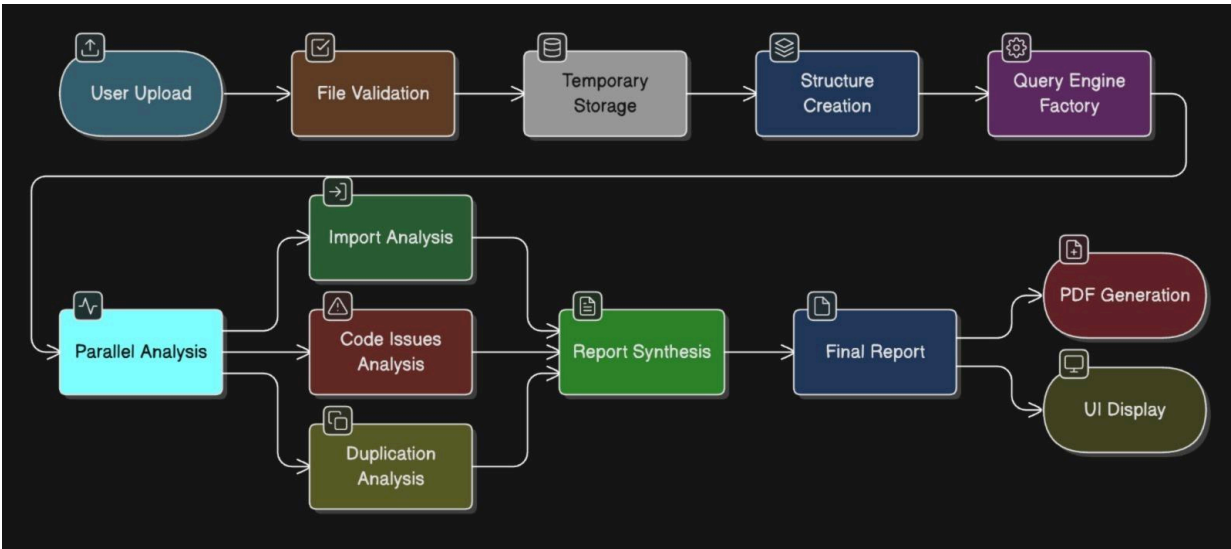 User Upload
File Validation
Temporary
Storage
Structure
Creation
Query Engine
Factory
Import Analysis
PDF Generation
Parallel Analysis
Code Issues
Analysis
Report Synthesis
Final Report
UI Display
Duplication
Analysis